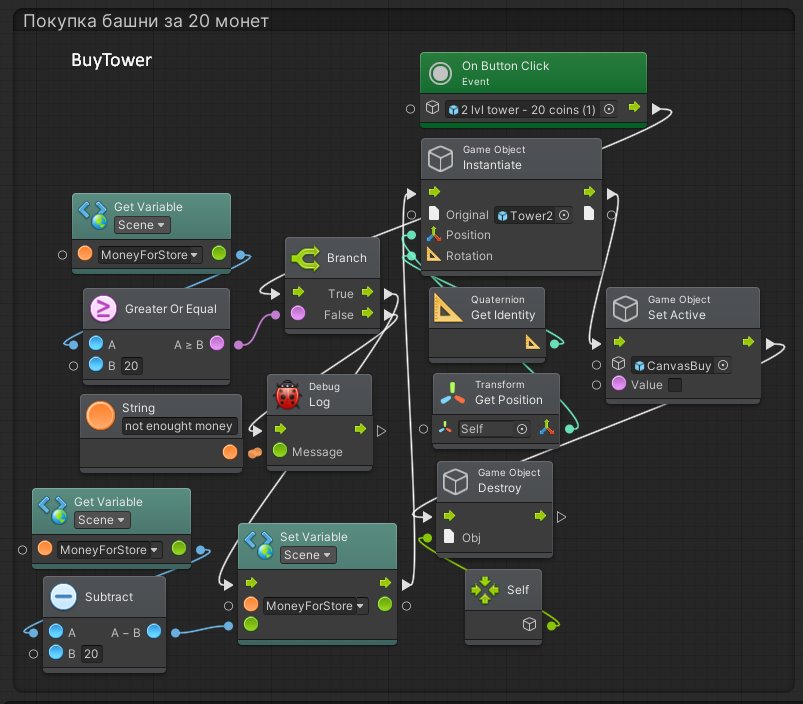 Покупка башни за 20 монет
BuyTower
On Button Click
Event
2 lvl tower - 20 coins (1)
Game Object
Instantiate
Original
Tower2
Position
Rotation
Get Variable
Scene
MoneyForStore
Branch
True
False
Greater Or Equal
A
A ≥ B
B
20
Quaternion
Get Identity
Game Object
Set Active
CanvasBuy
Value
String
not enought money
Debug
Log
Message
Transform
Get Position
Self
Game Object
Destroy
Obj
Get Variable
Scene
MoneyForStore
Set Variable
Scene
MoneyForStore
Subtract
A
A − B
B
20
Self